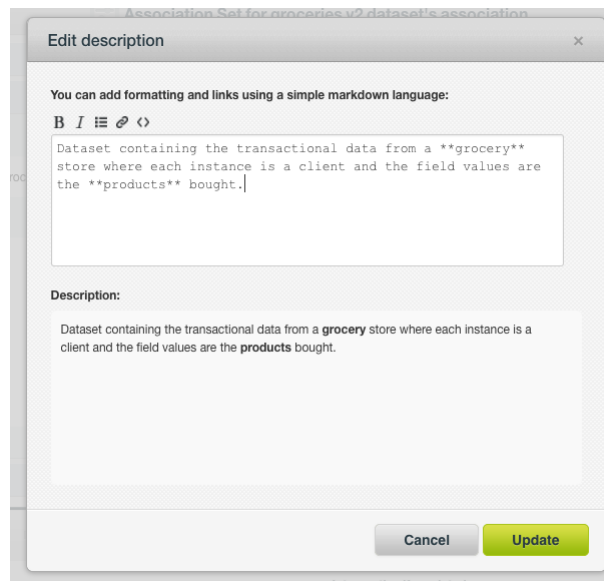 Association Set for groceries v2 dataset's association
Edit description
×
You can add formatting and links using a simple markdown language:
B I
Dataset containing the transactional data from a **grocery**
store where each instance is a client and the field values are
the **products** bought.
roc
Description:
Dataset containing the transactional data from a grocery store where each instance is a
client and the field values are the products bought.
Cancel Update